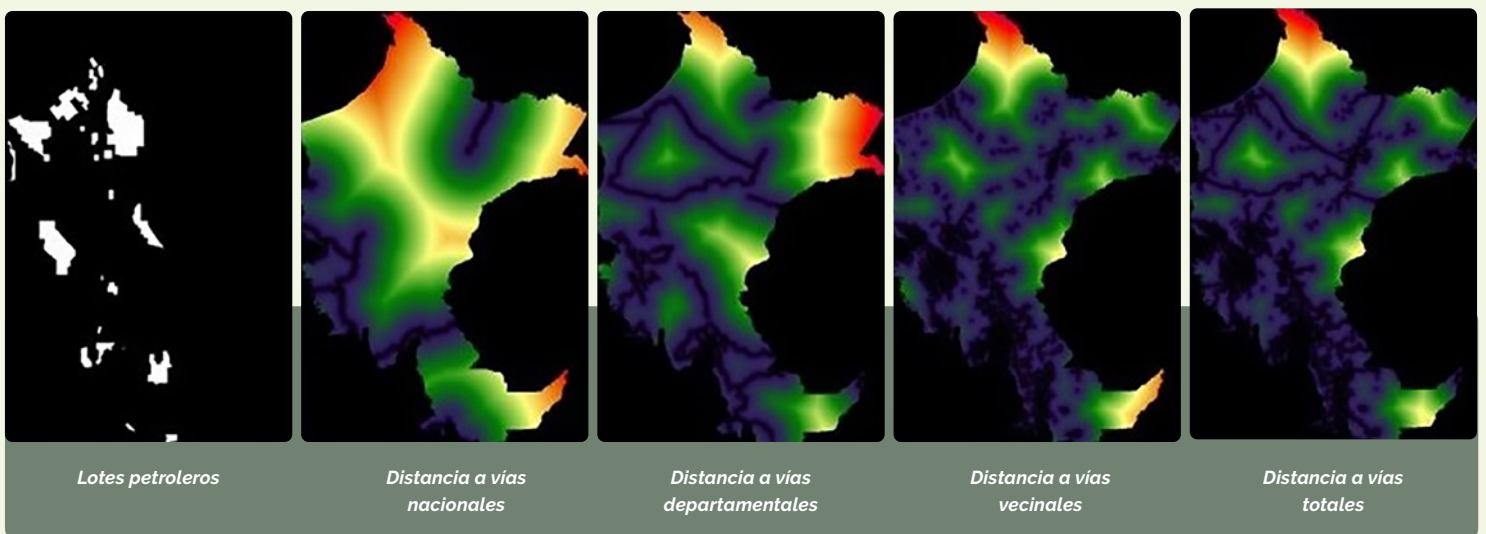 Lotes petroleros
Distancia a vías
nacionales
Distancia a vías
departamentales
Distancia a vías
vecinales
Distancia a vías
totales